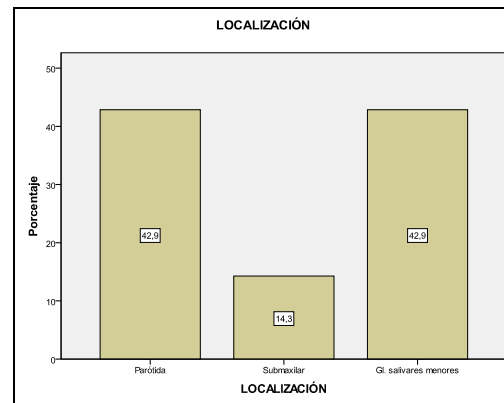 LOCALIZACIÓN
50
40
30
20
10
0
Porcentaje
42,9
14,3
42,9
Parótida
Submaxilar
Gl. salivares menores
LOCALIZACIÓN